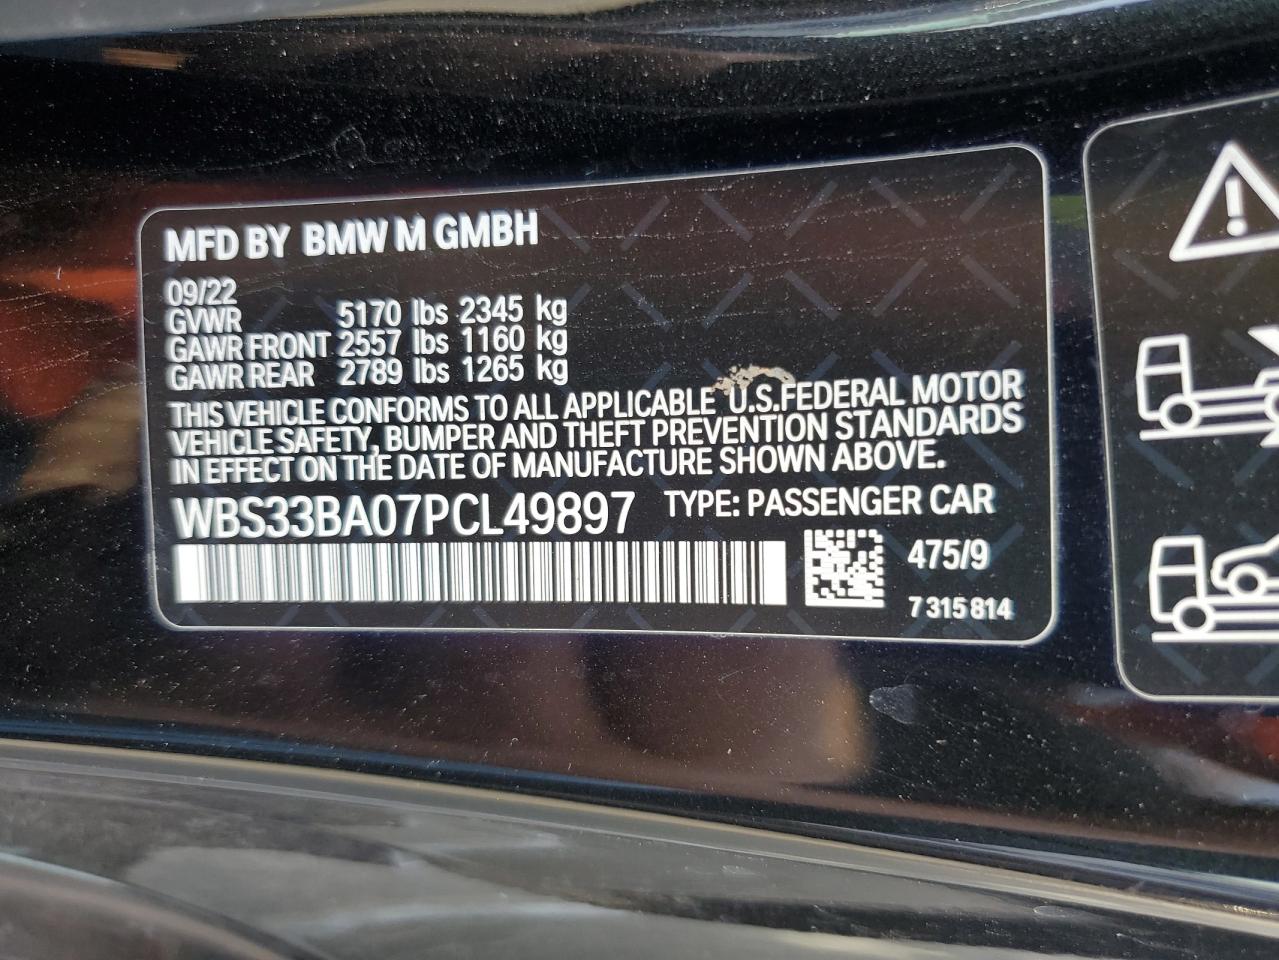 MFD BY BMW M GMBH
09/22
GVWR 5170 lbs 2345 kg
GAWR FRONT 2557 lbs 1160 kg
GAWR REAR 2789 lbs 1265 kg
THIS VEHICLE CONFORMS TO ALL APPLICABLE U.S.FEDERAL MOTOR
VEHICLE SAFETY, BUMPER AND THEFT PREVENTION STANDARDS
IN EFFECT ON THE DATE OF MANUFACTURE SHOWN ABOVE.
WBS33BA07PCL49897 TYPE: PASSENGER CAR
475/9
7 315 814